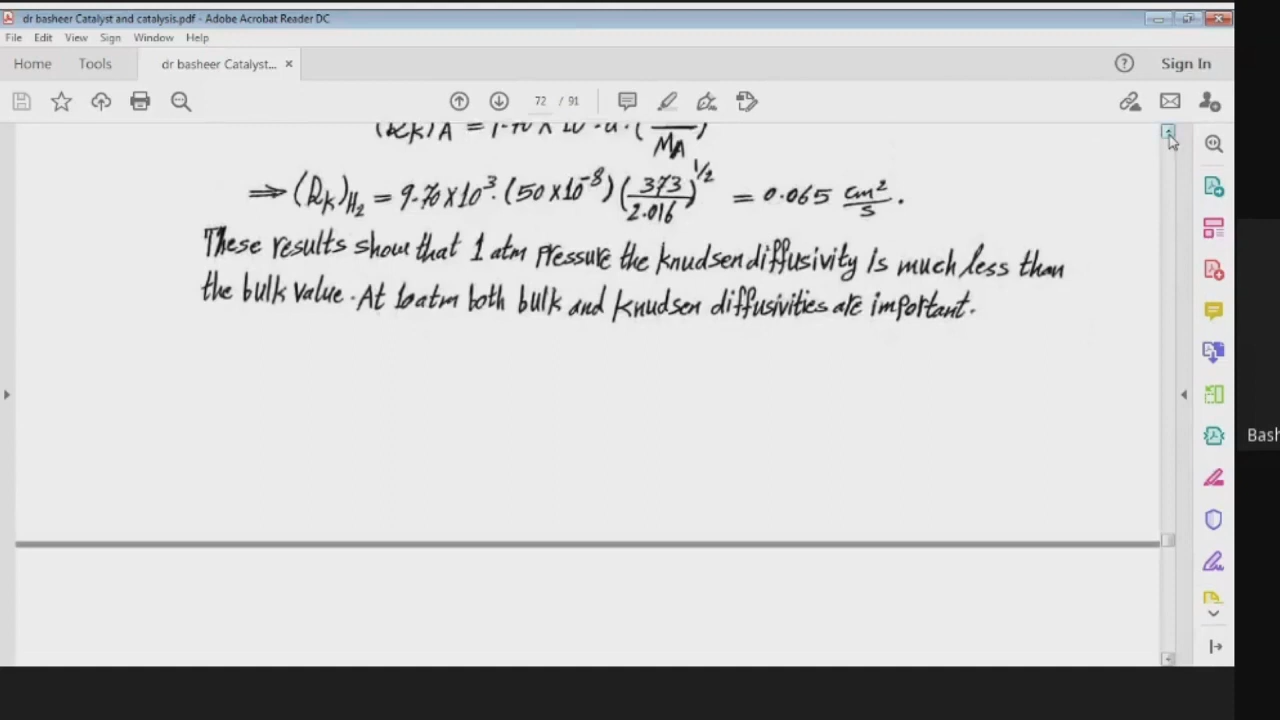 dr basheer Catalyst and catalysis.pdf - Adobe Acrobat Reader DC
File Edit View Sign Window Help
Home Tools dr basheer Catalyst... × Sign In
72 / 91
MA
⇒ (Dk)H₂ = 9.70 × 10³ · (50 × 10⁻⁸) (373/2.016)^1/2 = 0.065 cm²/s .
These results show that 1 atm Pressure the knudsen diffusivity is much less than
the bulk value . At 10 atm both bulk and knudsen diffusivities are important .
Bash